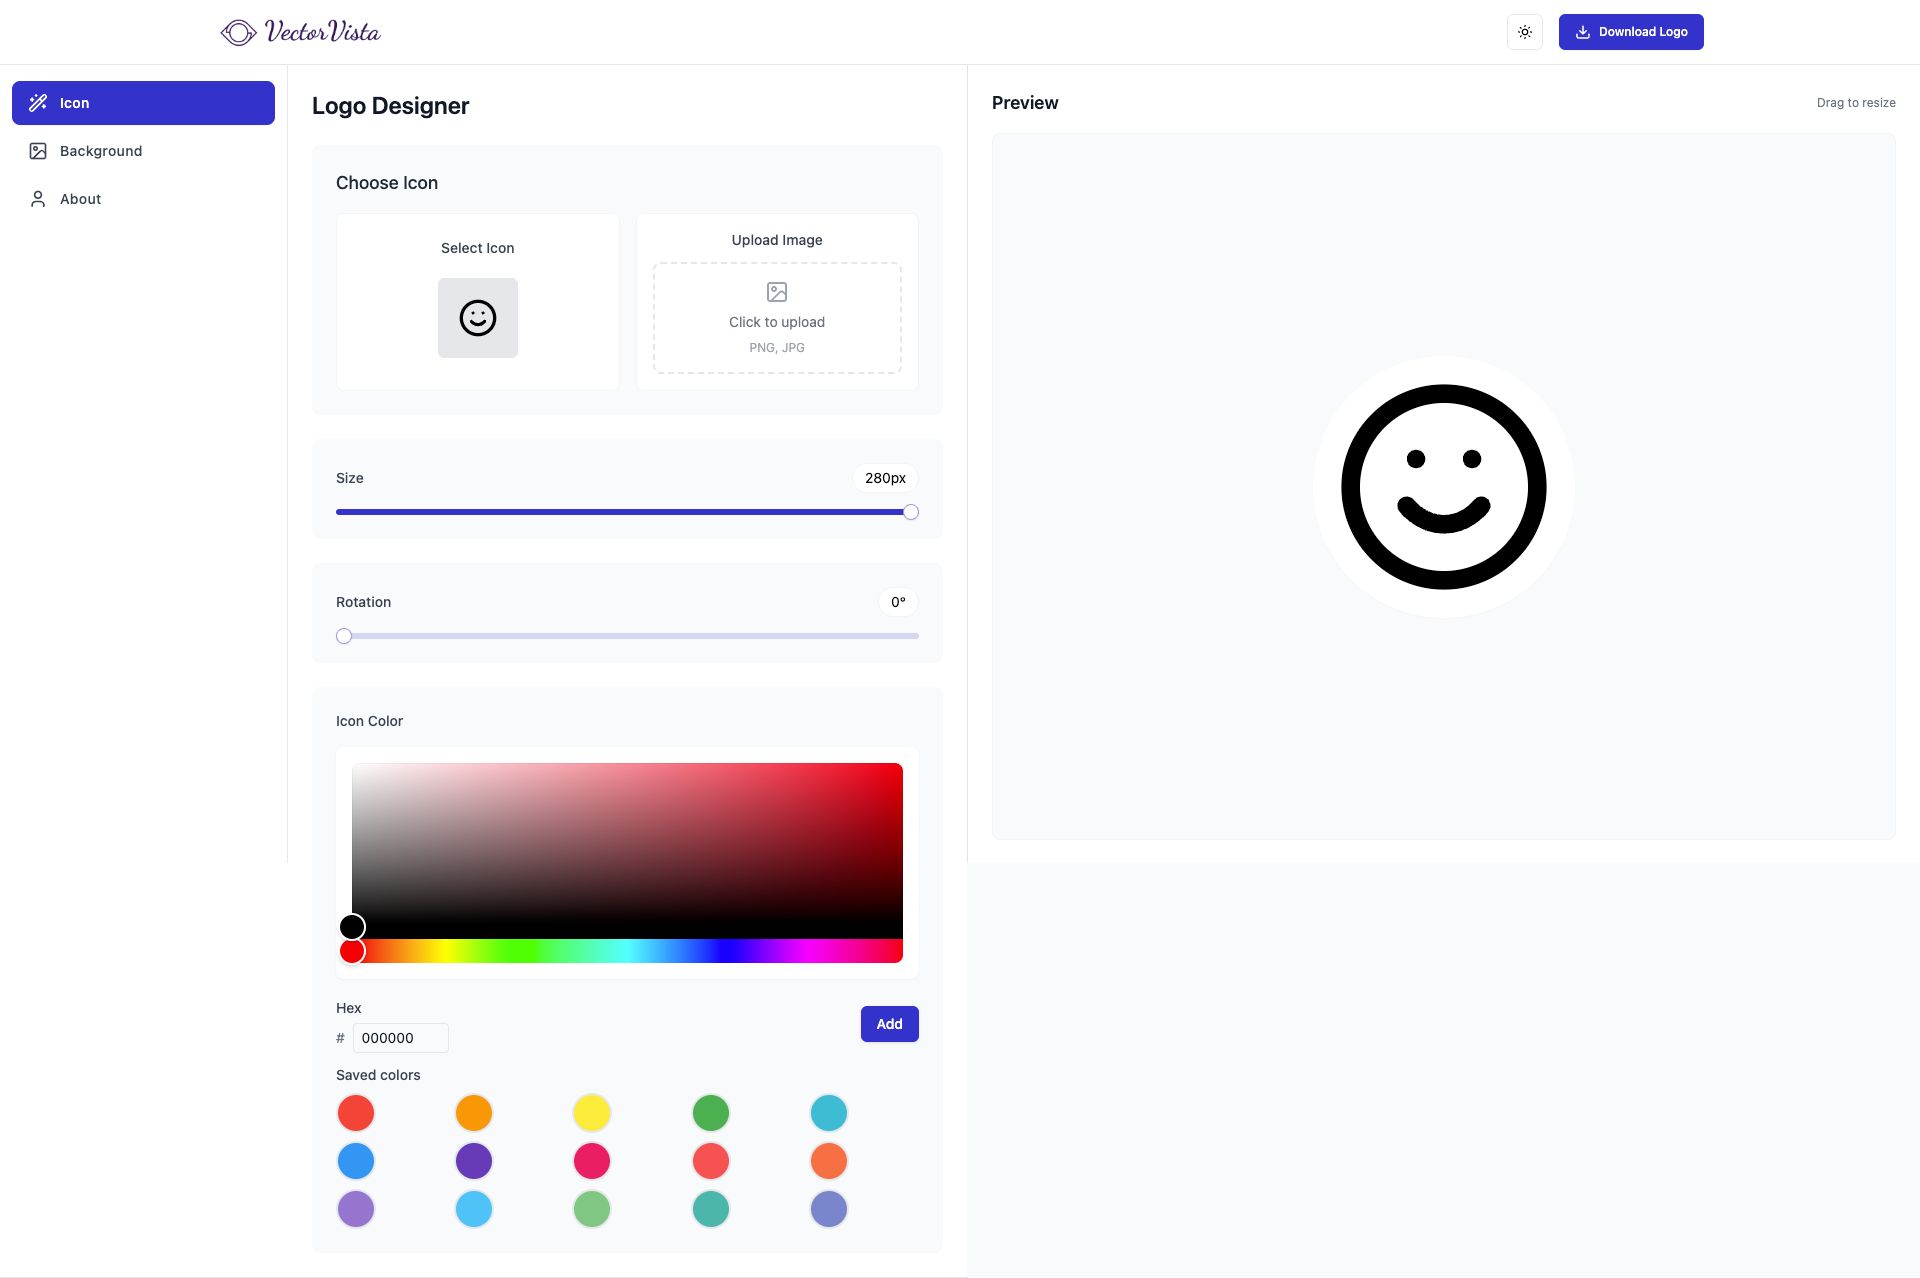 VectorVista
Download Logo
Icon
Background
About
Logo Designer
Choose Icon
Select Icon
Upload Image
Click to upload
PNG, JPG
Size
280px
Rotation
0°
Icon Color
Hex
# 000000
Add
Saved colors
Preview
Drag to resize